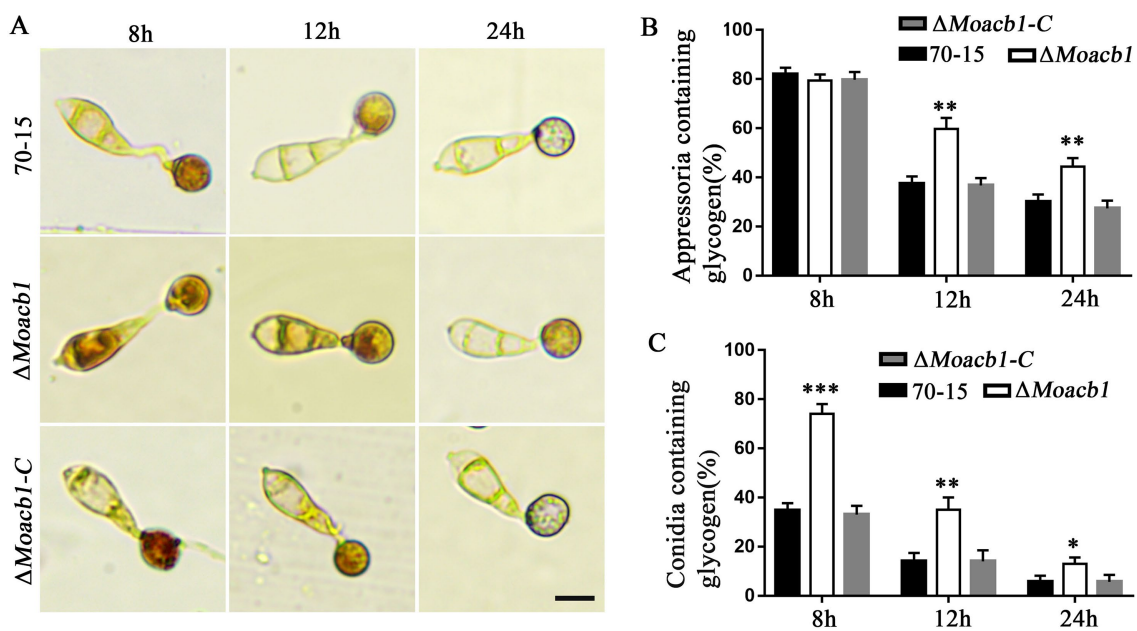 A
8h
12h
24h
70-15
ΔMoacb1
ΔMoacb1-C
B
ΔMoacb1-C
70-15
ΔMoacb1
Appressoria containing
glycogen(%)
100
80
60
40
20
0
**
**
8h
12h
24h
C
ΔMoacb1-C
70-15
ΔMoacb1
Conidia containing
glycogen(%)
100
80
60
40
20
0
***
**
*
8h
12h
24h